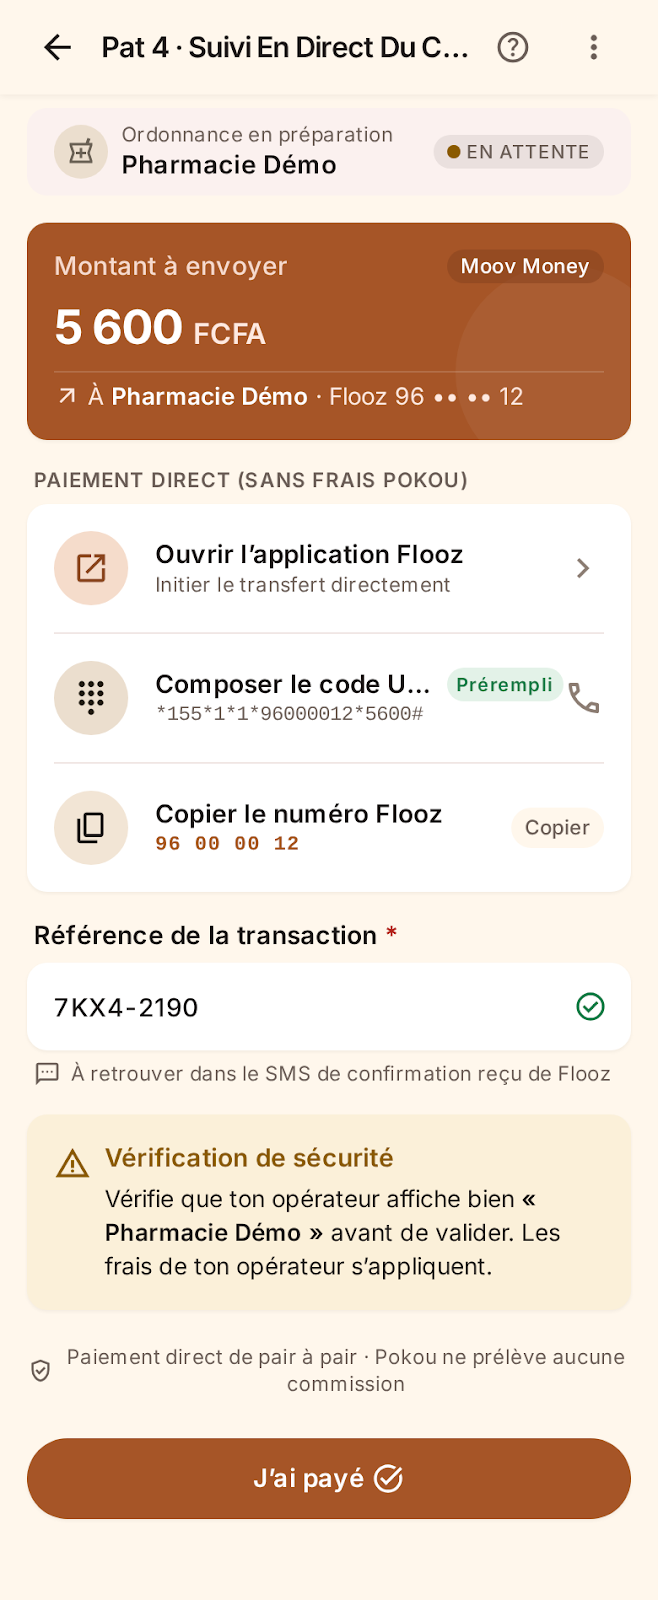 Pat 4 · Suivi En Direct Du C…
Ordonnance en préparation
Pharmacie Démo
EN ATTENTE
Montant à envoyer
Moov Money
5 600 FCFA
À Pharmacie Démo · Flooz 96 •• •• 12
PAIEMENT DIRECT (SANS FRAIS POKOU)
Ouvrir l’application Flooz
Initier le transfert directement
Composer le code U…
Prérempli
*155*1*1*96000012*5600#
Copier le numéro Flooz
96 00 00 12
Copier
Référence de la transaction *
7KX4-2190
À retrouver dans le SMS de confirmation reçu de Flooz
Vérification de sécurité
Vérifie que ton opérateur affiche bien «
Pharmacie Démo » avant de valider. Les
frais de ton opérateur s’appliquent.
Paiement direct de pair à pair · Pokou ne prélève aucune
commission
J’ai payé